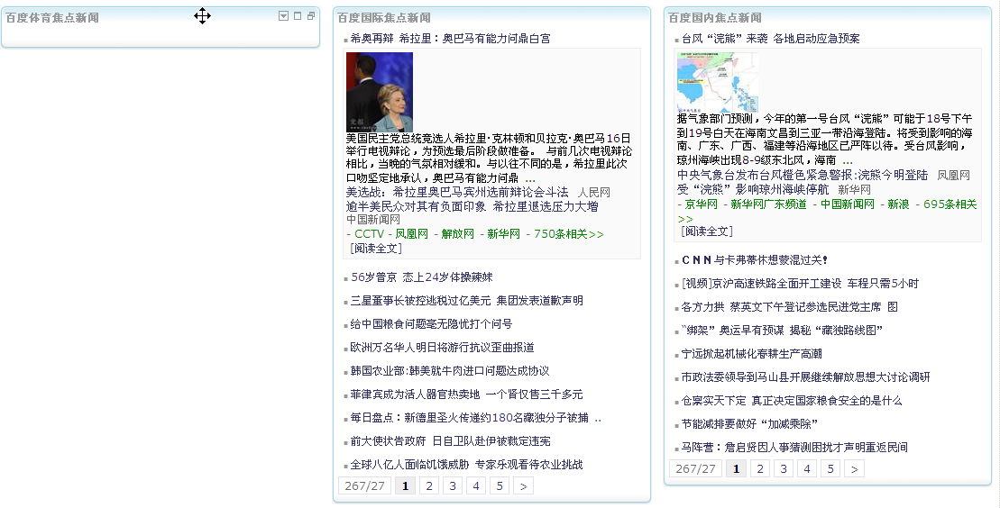 百度体育焦点新闻
百度国际焦点新闻
希奥再辩 希拉里：奥巴马有能力问鼎白宫
美国民主党总统竞选人希拉里·克林顿和贝拉克·奥巴马16日
举行电视辩论，为预选最后阶段做准备。 与前几次电视辩论
相比，当晚的气氛相对缓和。与以往不同的是，希拉里此次
口吻坚定地承认，奥巴马有能力问鼎 ...
美选战：希拉里奥巴马宾州选前辩论会斗法 人民网
逾半美民众对其有负面印象 希拉里退选压力大增
中国新闻网
- CCTV - 凤凰网 - 解放网 - 新华网 - 750条相关>>
[阅读全文]
56岁普京 恋上24岁体操辣妹
三星董事长被控逃税过亿美元 集团发表道歉声明
给中国粮食问题毫无隐忧打个问号
欧洲万名华人明日将游行抗议歪曲报道
韩国农业部:韩美就牛肉进口问题达成协议
菲律宾成为活人器官热卖地 一个肾仅售三千多元
每日盘点：新德里圣火传递约180名藏独分子被捕 ..
前大使状告政府 日自卫队赴伊被裁定违宪
全球八亿人面临饥饿威胁 专家乐观看待农业挑战
267/27 1 2 3 4 5 >
百度国内焦点新闻
台风“浣熊”来袭 各地启动应急预案
据气象部门预测，今年的第一号台风“浣熊”可能于18号下午
到19号白天在海南文昌到三亚一带沿海登陆。将受到影响的海
南、广东、广西、福建等沿海地区已严阵以待。受台风影响，
琼州海峡出现8-9级东北风，海南 ...
中央气象台发布台风橙色紧急警报:浣熊今明登陆 凤凰网
受“浣熊”影响琼州海峡停航 新华网
- 京华网 - 新华网广东频道 - 中国新闻网 - 新浪 - 695条相关
>>
[阅读全文]
ＣＮＮ与卡弗蒂休想蒙混过关！
[视频]京沪高速铁路全面开工建设 车程只需5小时
各方力拱 蔡英文下午登记参选民进党主席 图
“绑架”奥运早有预谋 揭秘“藏独路线图”
宁远掀起机械化春耕生产高潮
市政法委领导到马山县开展继续解放思想大讨论调研
仓禀实天下定 真正决定国家粮食安全的是什么
节能减排要做好“加减乘除”
马阵营：詹启贤因人事猜测困扰才声明重返民间
267/27 1 2 3 4 5 >